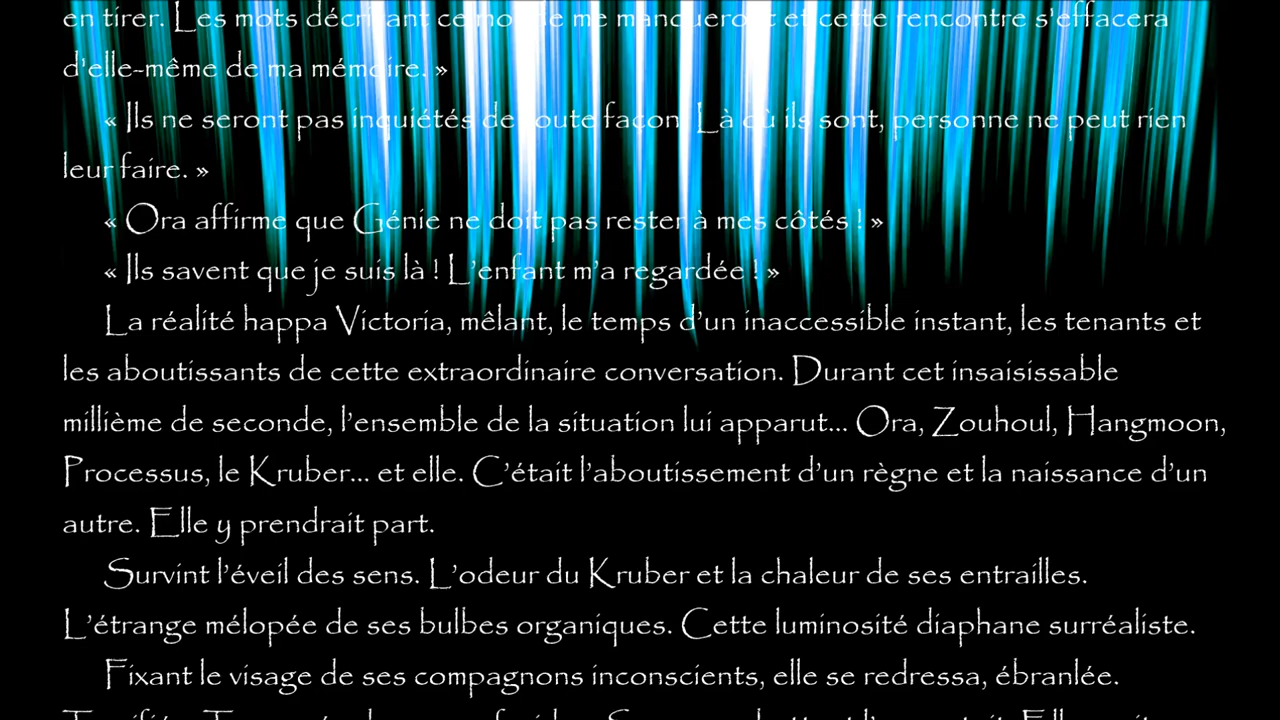 en tirer. Les mots décrivant ce monde me manqueront et cette rencontre s'effacera
d'elle-même de ma mémoire. »
« Ils ne seront pas inquiétés de toute façon. Là où ils sont, personne ne peut rien
leur faire. »
« Ora affirme que Génie ne doit pas rester à mes côtés ! »
« Ils savent que je suis là ! L'enfant m'a regardée ! »
La réalité happa Victoria, mêlant, le temps d'un inaccessible instant, les tenants et
les aboutissants de cette extraordinaire conversation. Durant cet insaisissable
millième de seconde, l'ensemble de la situation lui apparut... Ora, Zouhoul, Hangmoon,
Processus, le Kruber... et elle. C'était l'aboutissement d'un règne et la naissance d'un
autre. Elle y prendrait part.
Survint l'éveil des sens. L'odeur du Kruber et la chaleur de ses entrailles.
L'étrange mélopée de ses bulbes organiques. Cette luminosité diaphane surréaliste.
Fixant le visage de ses compagnons inconscients, elle se redressa, ébranlée.